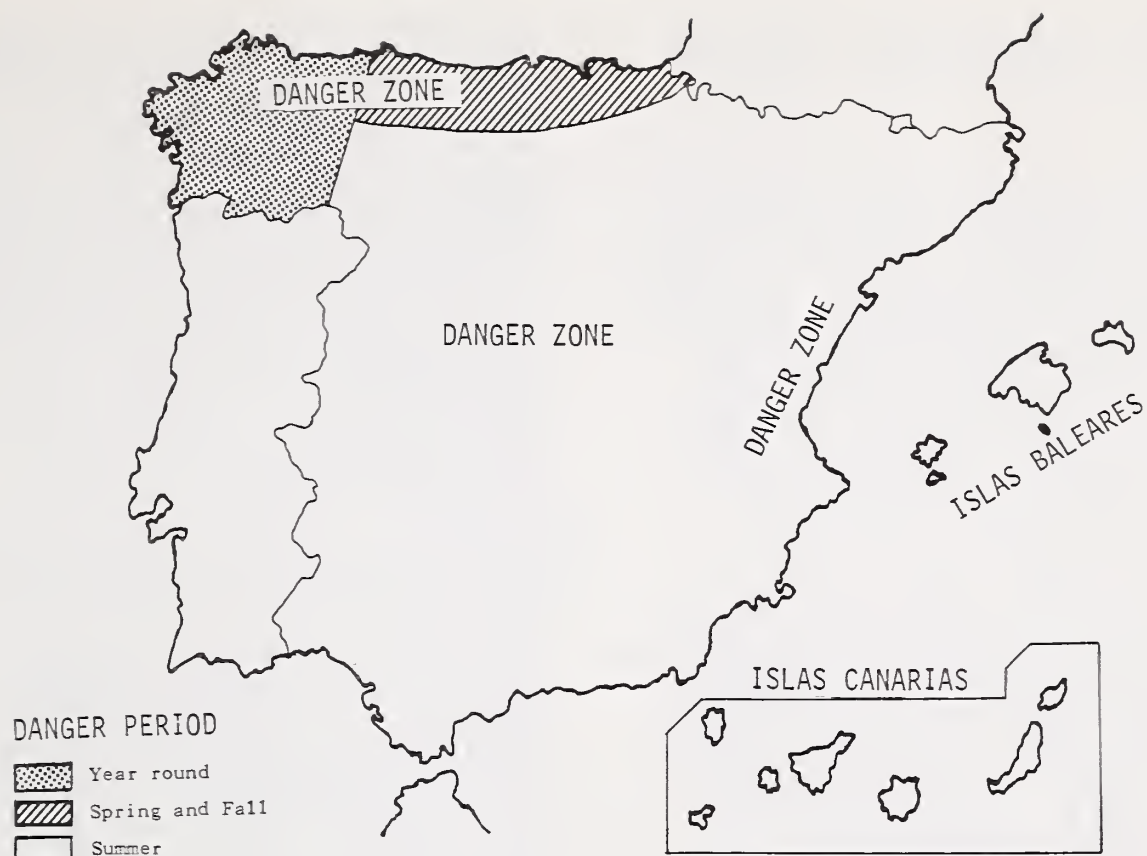 DANGER ZONE
DANGER ZONE
DANGER ZONE
ISLAS BALEARES
ISLAS CANARIAS
DANGER PERIOD
Year round
Spring and Fall
Summer